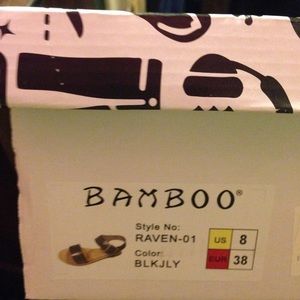 BAMBOO®
Style No:
RAVEN-01
Color:
BLKJLY
US 8
EUR 38